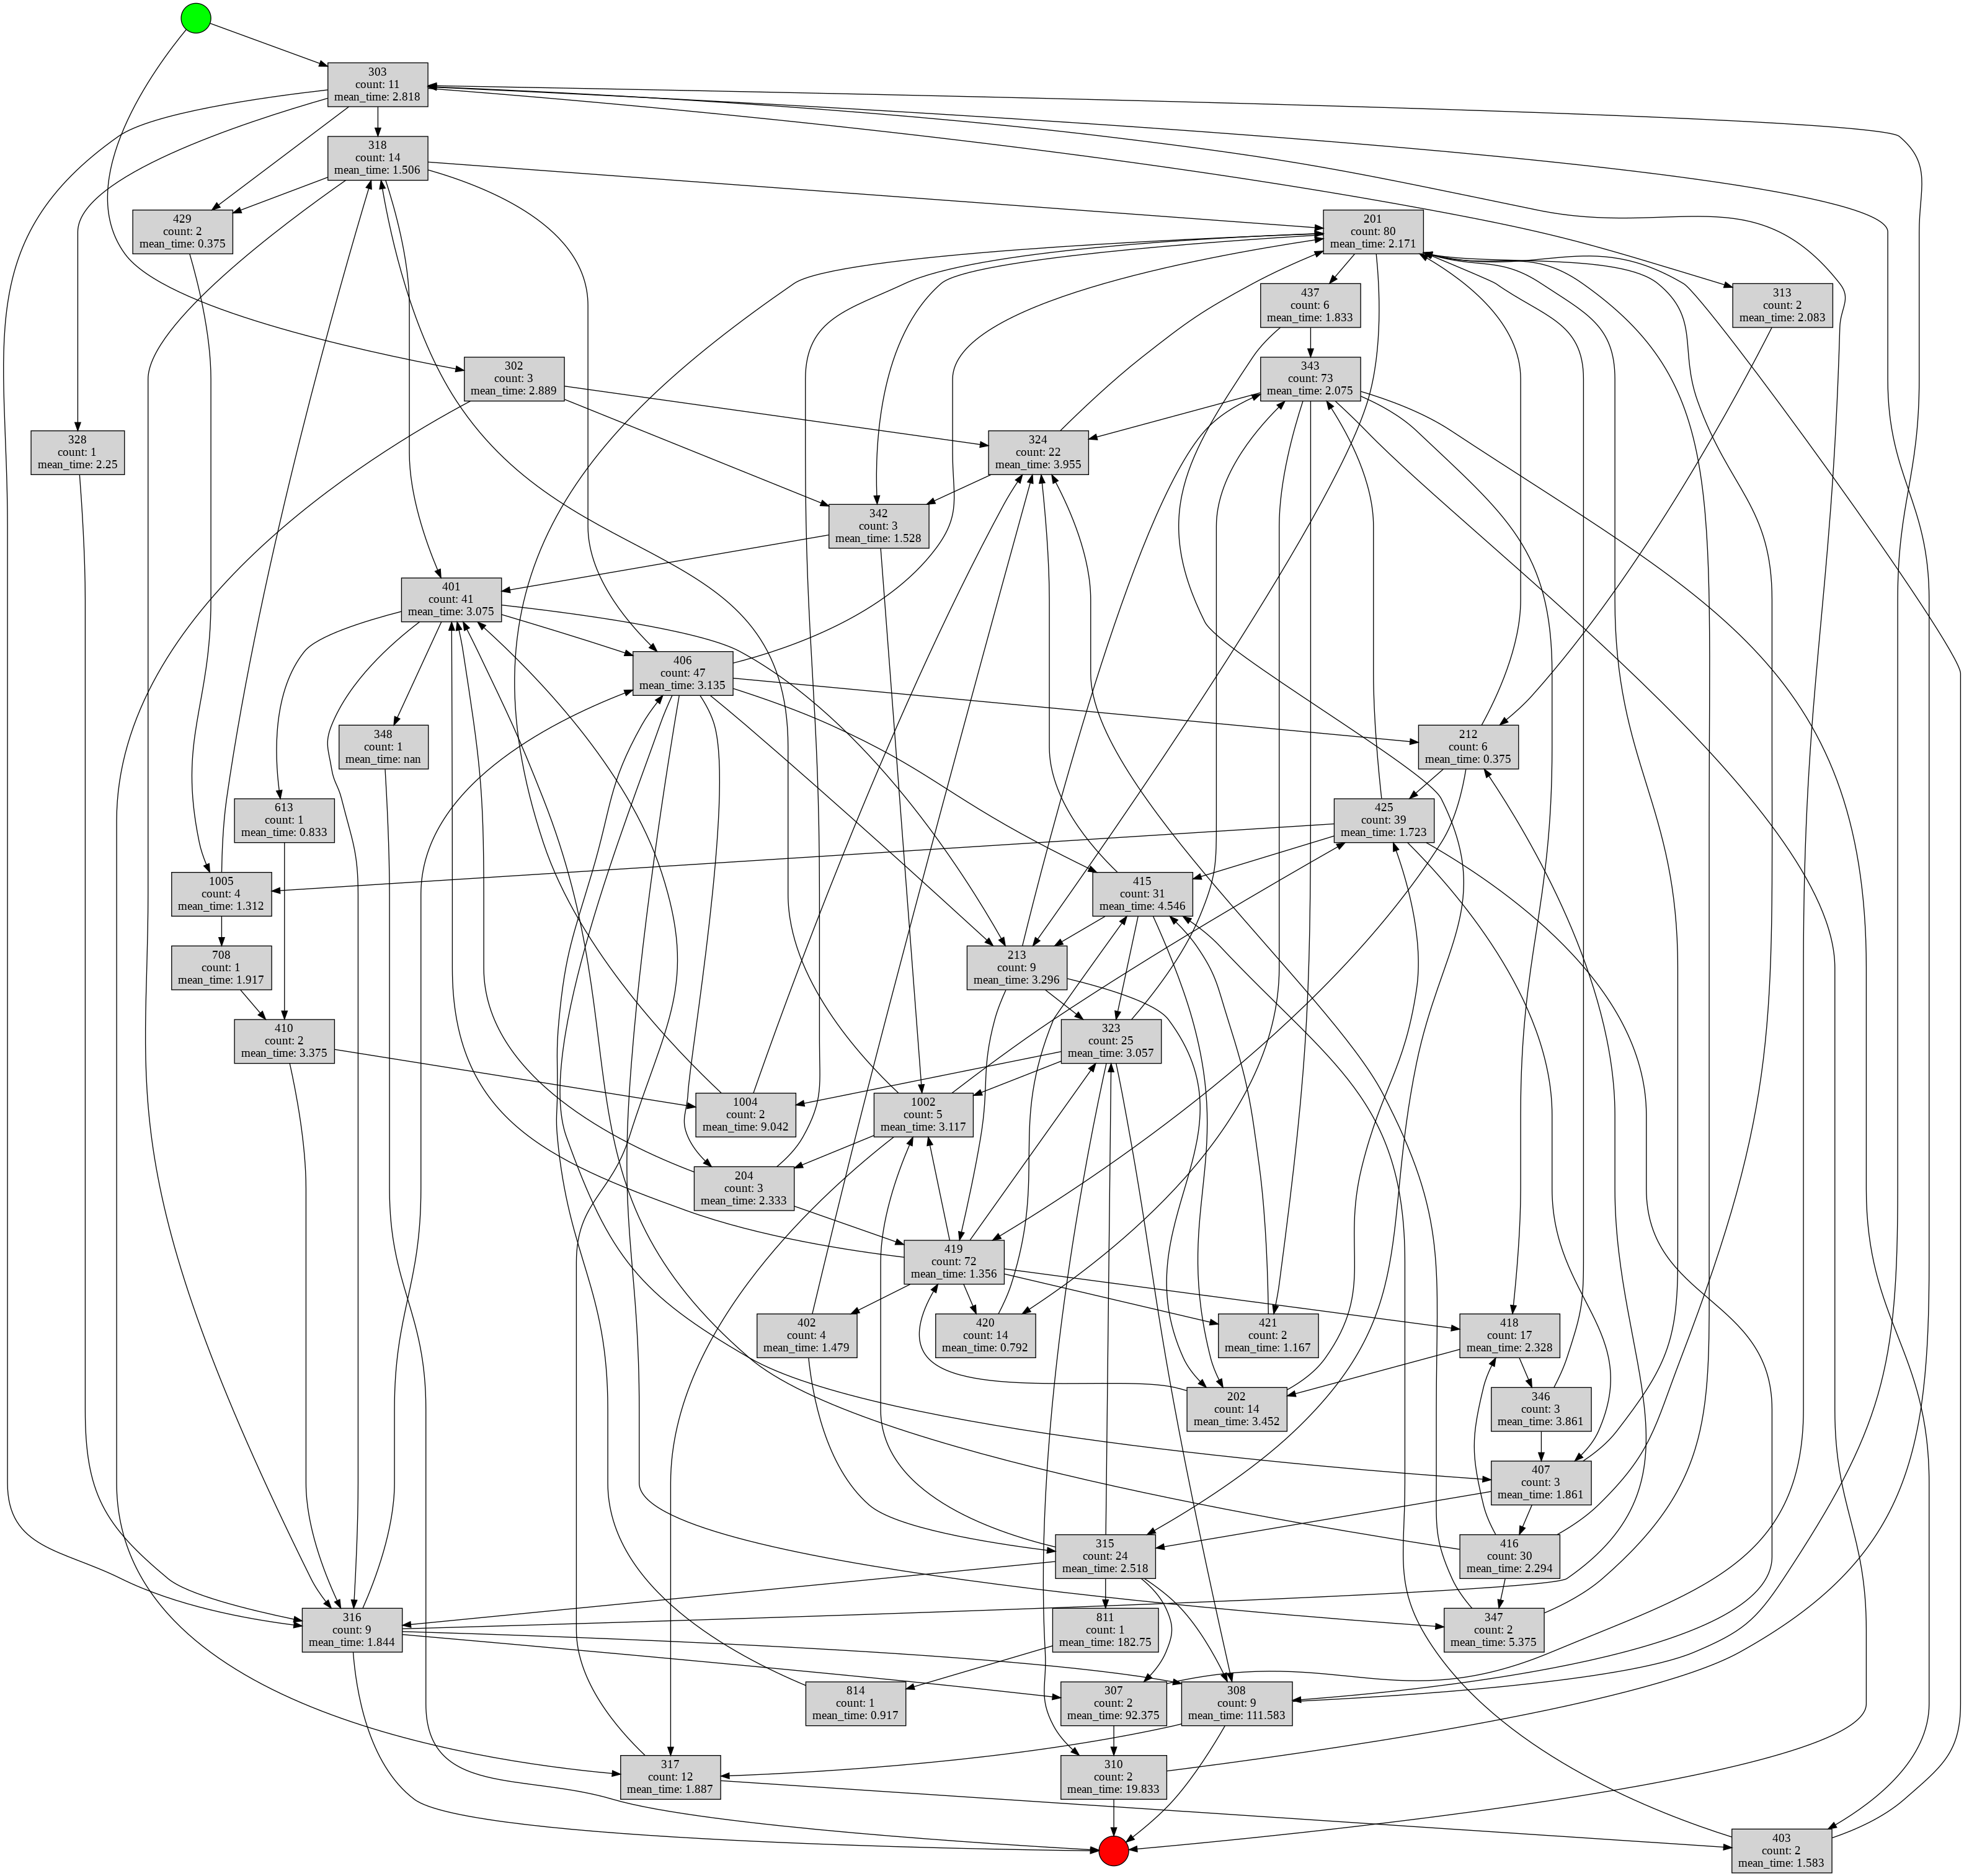 303
count: 11
mean_time: 2.818
318
count: 14
mean_time: 1.506
429
count: 2
mean_time: 0.375
201
count: 80
mean_time: 2.171
437
count: 6
mean_time: 1.833
313
count: 2
mean_time: 2.083
302
count: 3
mean_time: 2.889
343
count: 73
mean_time: 2.075
328
count: 1
mean_time: 2.25
324
count: 22
mean_time: 3.955
342
count: 3
mean_time: 1.528
401
count: 41
mean_time: 3.075
406
count: 47
mean_time: 3.135
348
count: 1
mean_time: nan
212
count: 6
mean_time: 0.375
613
count: 1
mean_time: 0.833
425
count: 39
mean_time: 1.723
1005
count: 4
mean_time: 1.312
415
count: 31
mean_time: 4.546
708
count: 1
mean_time: 1.917
213
count: 9
mean_time: 3.296
410
count: 2
mean_time: 3.375
323
count: 25
mean_time: 3.057
1004
count: 2
mean_time: 9.042
1002
count: 5
mean_time: 3.117
204
count: 3
mean_time: 2.333
419
count: 72
mean_time: 1.356
402
count: 4
mean_time: 1.479
420
count: 14
mean_time: 0.792
421
count: 2
mean_time: 1.167
418
count: 17
mean_time: 2.328
202
count: 14
mean_time: 3.452
346
count: 3
mean_time: 3.861
407
count: 3
mean_time: 1.861
315
count: 24
mean_time: 2.518
416
count: 30
mean_time: 2.294
316
count: 9
mean_time: 1.844
811
count: 1
mean_time: 182.75
347
count: 2
mean_time: 5.375
814
count: 1
mean_time: 0.917
307
count: 2
mean_time: 92.375
308
count: 9
mean_time: 111.583
317
count: 12
mean_time: 1.887
310
count: 2
mean_time: 19.833
403
count: 2
mean_time: 1.583